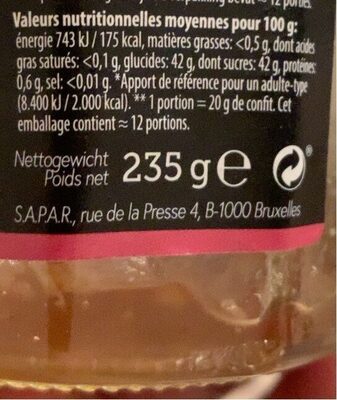 ≈ 12 porties.
Valeurs nutritionnelles moyennes pour 100 g:
énergie 743 kJ / 175 kcal, matières grasses: <0,5 g, dont acides
gras saturés: <0,1 g, glucides: 42 g, dont sucres: 42 g, protéines:
0,6 g, sel: <0,01 g. *Apport de référence pour un adulte-type
(8.400 kJ / 2.000 kcal). ** 1 portion = 20 g de confit. Cet
emballage contient ≈ 12 portions.
Nettogewicht
Poids net
235 g e
®
S.A.P.A.R., rue de la Presse 4, B-1000 Bruxelles